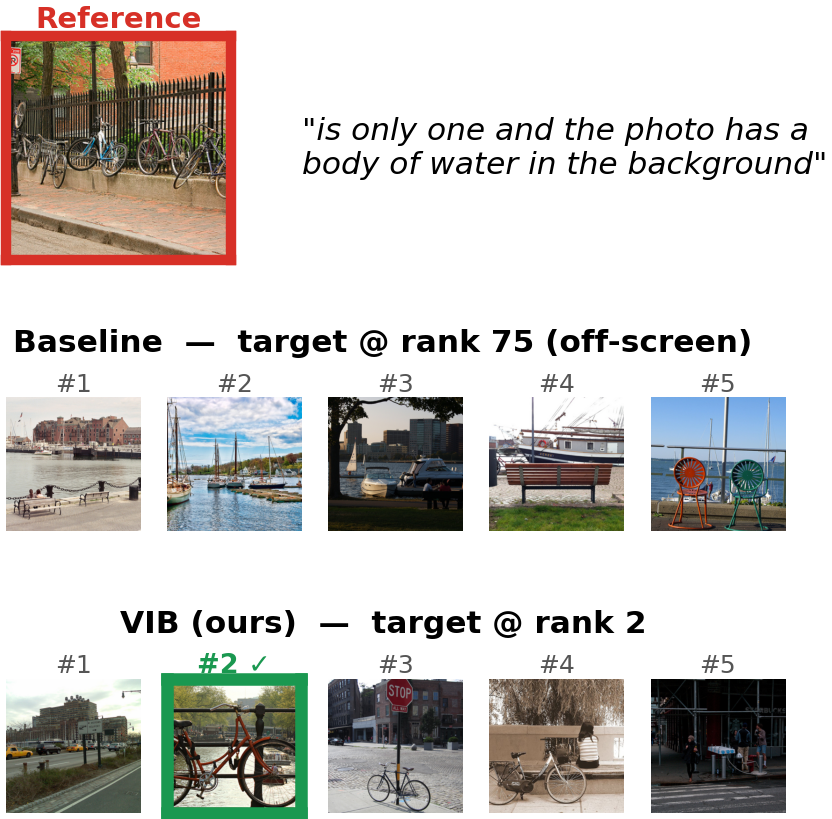 Reference
"is only one and the photo has a
body of water in the background"
Baseline — target @ rank 75 (off-screen)
#1 #2 #3 #4 #5
VIB (ours) — target @ rank 2
#1 #2 ✓ #3 #4 #5
STOP